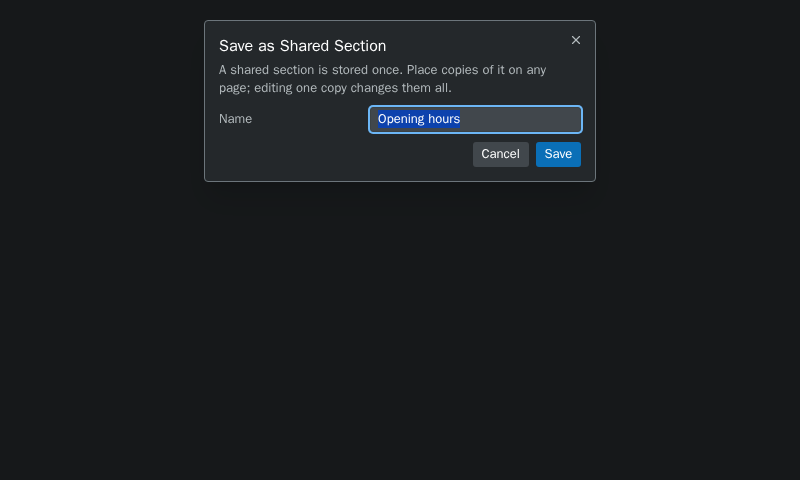 Save as Shared Section
A shared section is stored once. Place copies of it on any
page; editing one copy changes them all.
Name
Opening hours
Cancel
Save